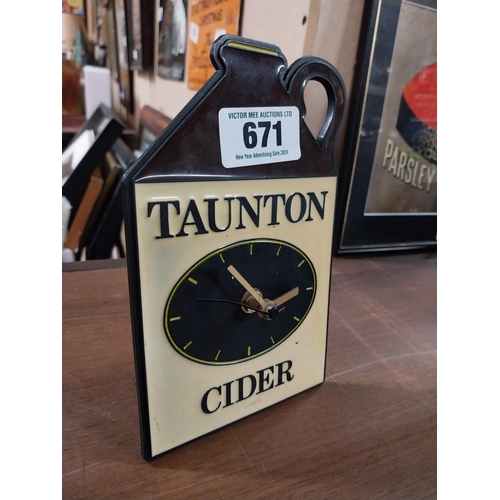 VICTOR MEE AUCTIONS LTD
671
New Year Advertising Sale 2024
TAUNTON
CIDER
PARSLEY